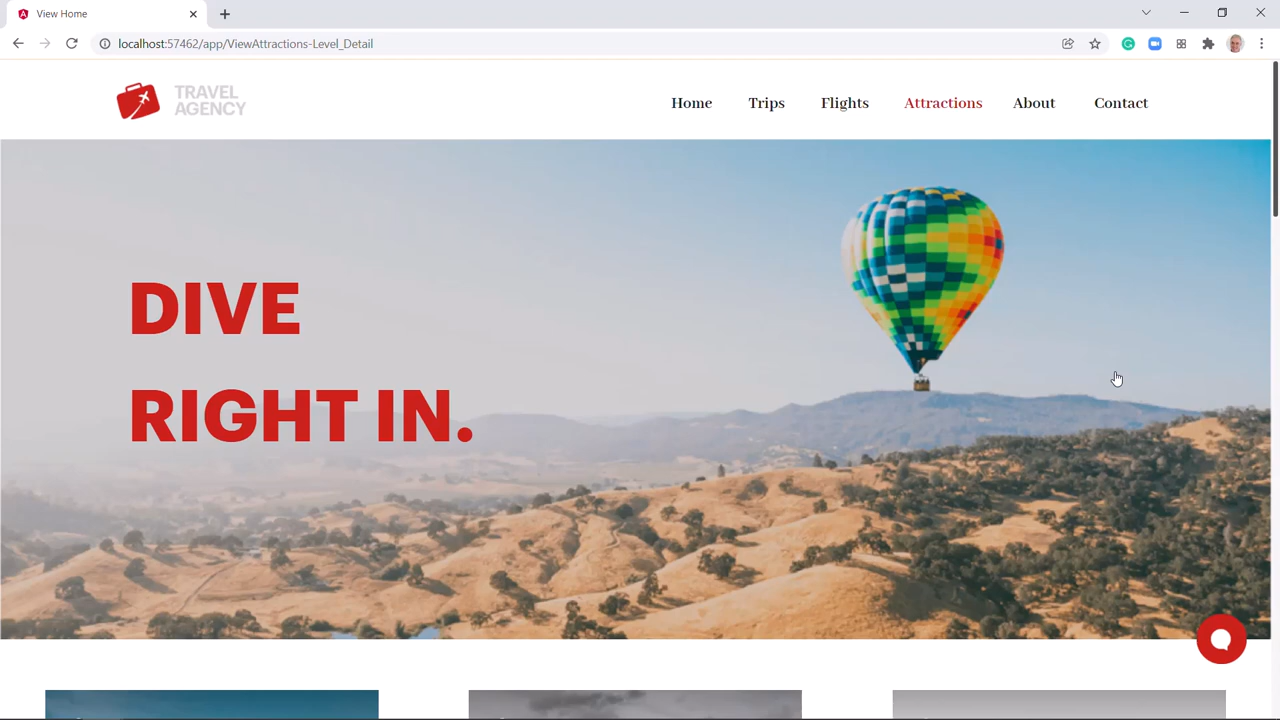 View Home
localhost:57462/app/ViewAttractions-Level_Detail
TRAVEL
AGENCY
Home Trips Flights Attractions About Contact
DIVE
RIGHT IN.